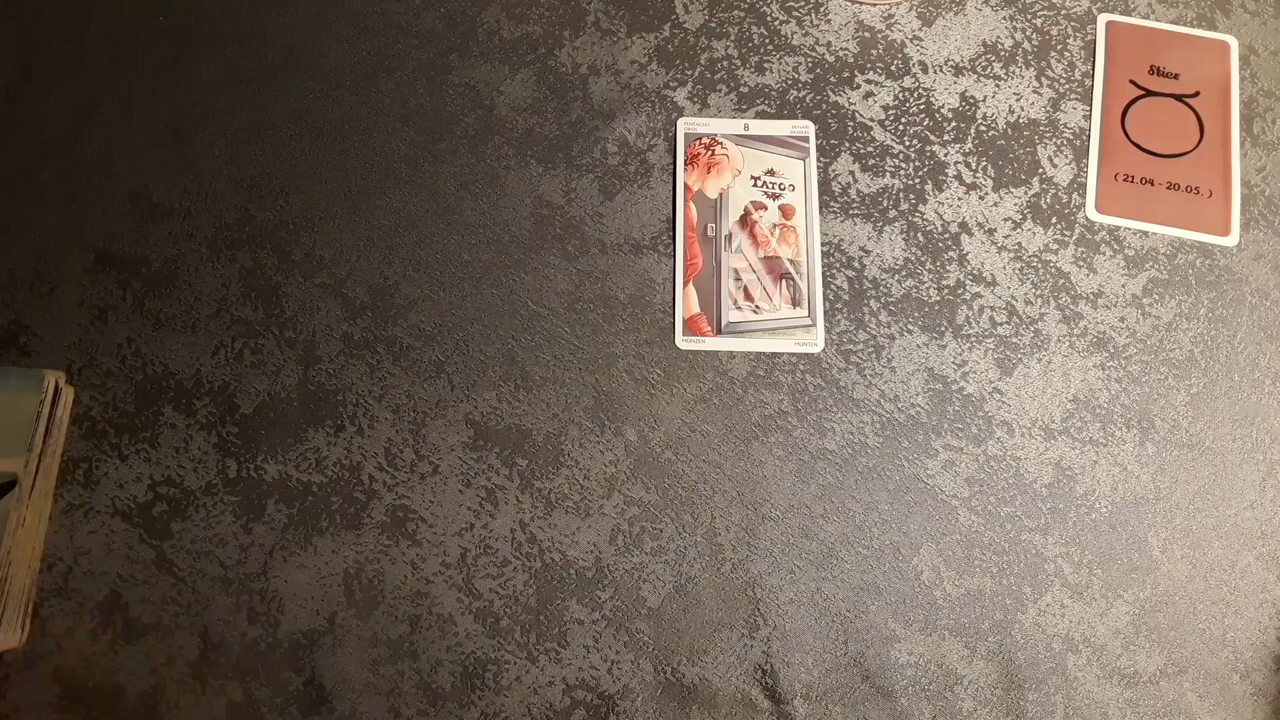 PENTACLES
OROS
8
DENARI
DENIERS
TATOO
MÜNZEN
MUNTEN
Stier
( 21.04 - 20.05. )